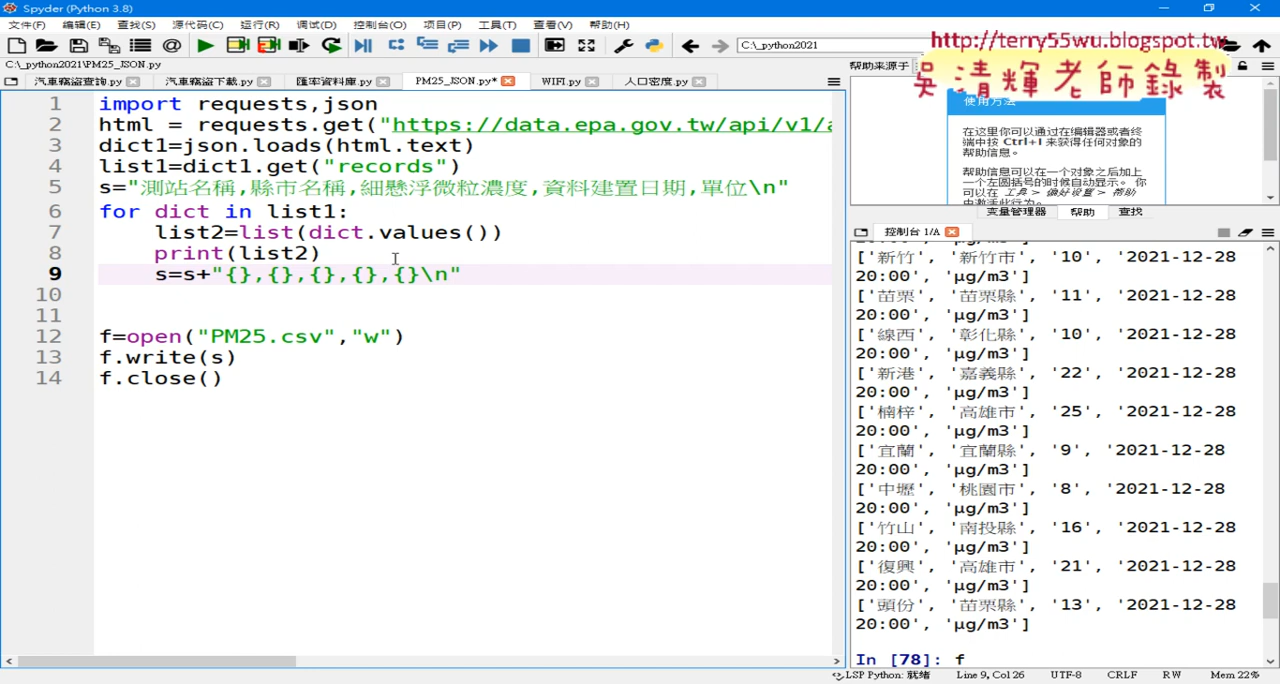 Spyder (Python 3.8)
文件(F) 编辑(E) 查找(S) 源代码(C) 运行(R) 调试(D) 控制台(O) 项目(P) 工具(T) 查看(V) 帮助(H)
C:\_python2021
http://terry55wu.blogspot.tw
吳清輝老師錄製
C:\_python2021\PM25_JSON.py
汽車竊盜查詢.py
汽車竊盜下載.py
匯率資料庫.py
PM25_JSON.py*
WIFI.py
人口密度.py
帮助来源于
1 import requests,json
2 html = requests.get("https://data.epa.gov.tw/api/v1/
3 dict1=json.loads(html.text)
4 list1=dict1.get("records")
5 s="測站名稱,縣市名稱,細懸浮微粒濃度,資料建置日期,單位\n"
6 for dict in list1:
7 list2=list(dict.values())
8 print(list2)
9 s=s+"{},{},{},{},{}\n"
10
11
12 f=open("PM25.csv","w")
13 f.write(s)
14 f.close()
使用方法
在这里你可以通过在编辑器或者终
端中按 Ctrl+I 来获得任何对象的
帮助信息。
帮助信息可以在一个对象之后加上
一个左圆括号的时候自动显示。 你
可以在 工具 > 偏好设置 > 帮助
中激活此行为。
变量管理器 帮助 查找
控制台 1/A
['新竹', '新竹市', '10', '2021-12-28
20:00', 'μg/m3']
['苗栗', '苗栗縣', '11', '2021-12-28
20:00', 'μg/m3']
['線西', '彰化縣', '10', '2021-12-28
20:00', 'μg/m3']
['新港', '嘉義縣', '22', '2021-12-28
20:00', 'μg/m3']
['楠梓', '高雄市', '25', '2021-12-28
20:00', 'μg/m3']
['宜蘭', '宜蘭縣', '9', '2021-12-28
20:00', 'μg/m3']
['中壢', '桃園市', '8', '2021-12-28
20:00', 'μg/m3']
['竹山', '南投縣', '16', '2021-12-28
20:00', 'μg/m3']
['復興', '高雄市', '21', '2021-12-28
20:00', 'μg/m3']
['頭份', '苗栗縣', '13', '2021-12-28
20:00', 'μg/m3']
In [78]: f
LSP Python: 就绪 Line 9, Col 26 UTF-8 CRLF RW Mem 22%